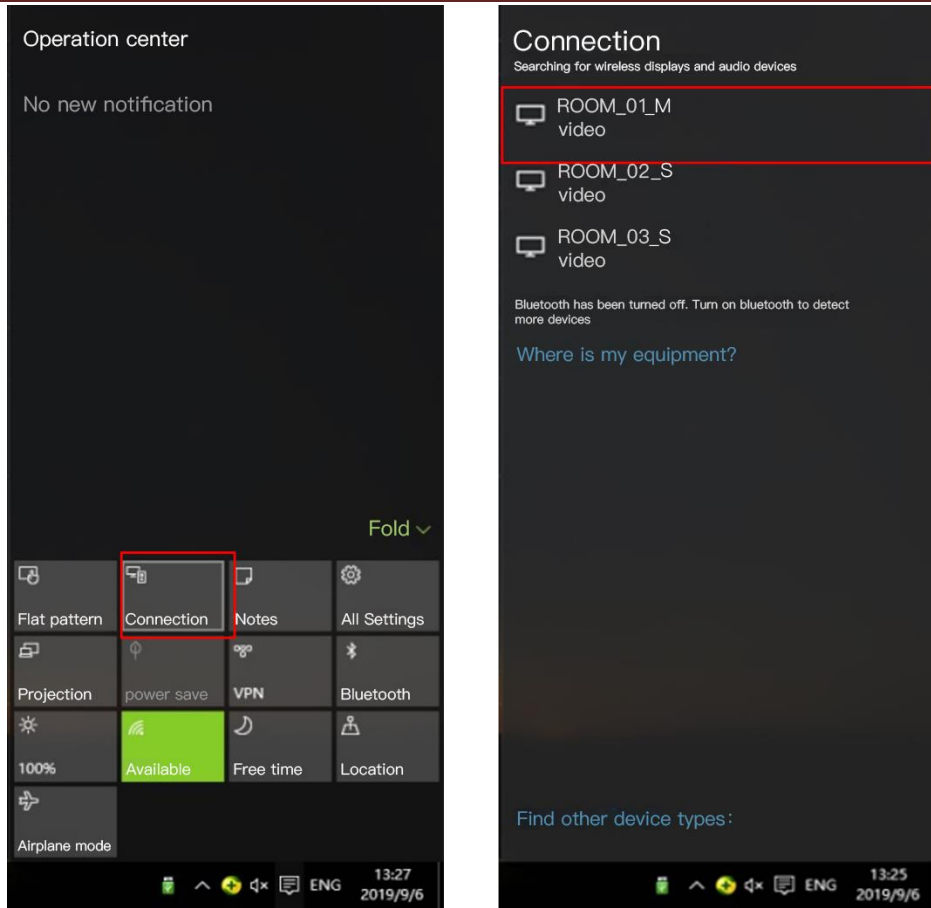 Operation center
No new notification
Fold
Flat pattern
Connection
Notes
All Settings
Projection
power save
VPN
Bluetooth
100%
Available
Free time
Location
Airplane mode
ENG
13:27
2019/9/6
Connection
Searching for wireless displays and audio devices
ROOM_01_M
video
ROOM_02_S
video
ROOM_03_S
video
Bluetooth has been turned off. Turn on bluetooth to detect
more devices
Where is my equipment?
Find other device types:
ENG
13:25
2019/9/6